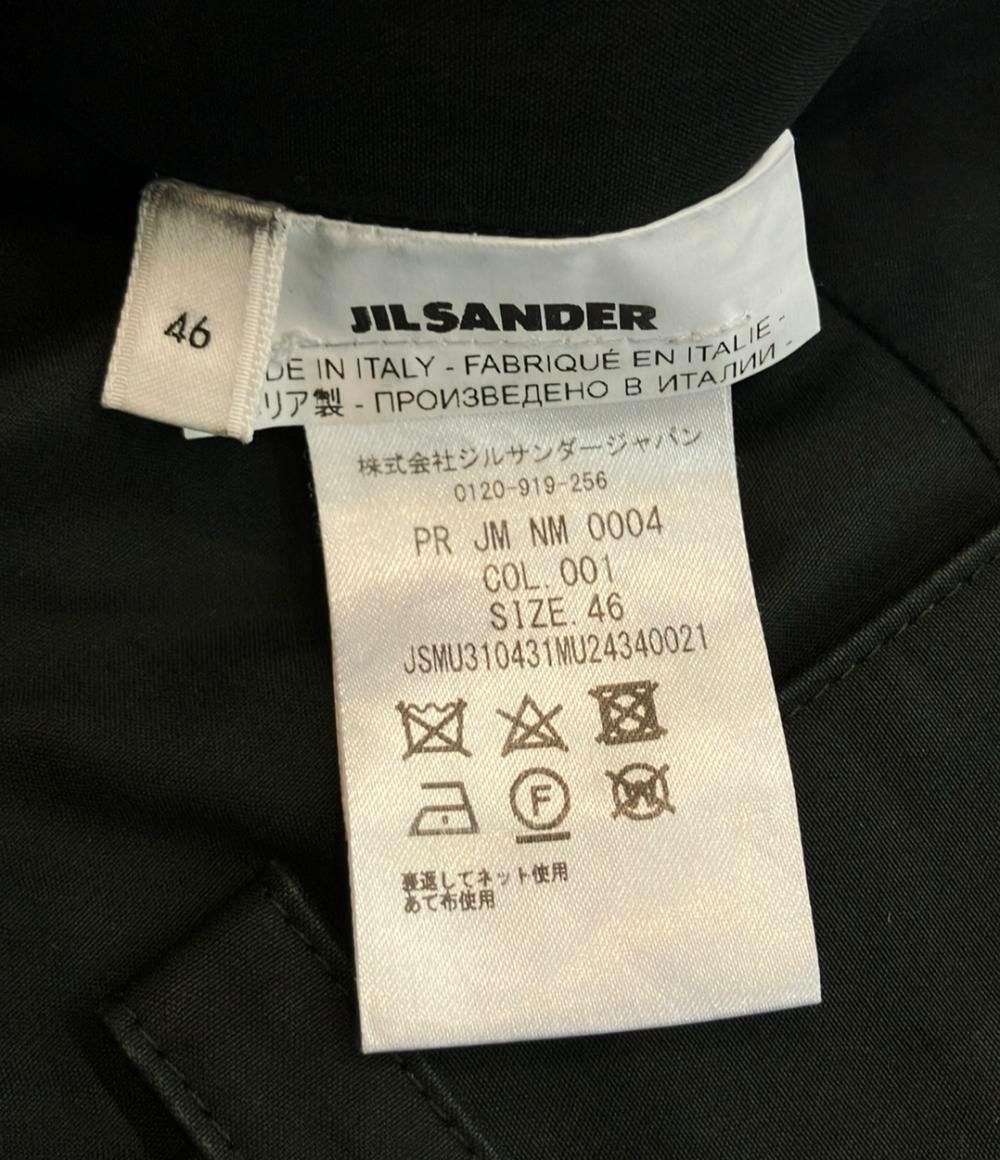 46
JIL SANDER
DE IN ITALY - FABRIQUÉ EN ITALIE -
リア製 - ПРОИЗВЕДЕНО В ИТАЛИИ -
株式会社ジルサンダージャパン
0120-919-256
PR JM NM 0004
COL.001
SIZE.46
JSMU310431MU24340021
F
W
裏返してネット使用
あて布使用